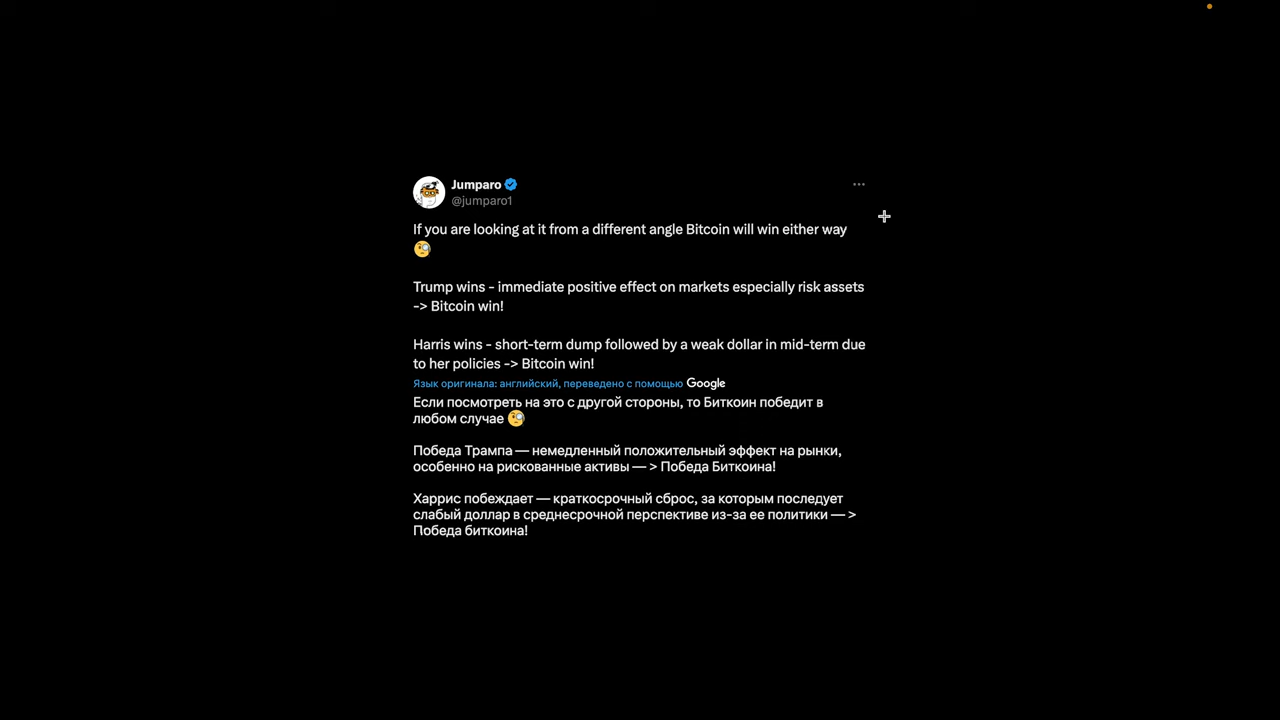 Jumparo
@jumparo1
If you are looking at it from a different angle Bitcoin will win either way
🧐
Trump wins - immediate positive effect on markets especially risk assets
-> Bitcoin win!
Harris wins - short-term dump followed by a weak dollar in mid-term due
to her policies -> Bitcoin win!
Язык оригинала: английский, переведено с помощью Google
Если посмотреть на это с другой стороны, то Биткоин победит в
любом случае 🧐
Победа Трампа — немедленный положительный эффект на рынки,
особенно на рискованные активы — > Победа Биткоина!
Харрис побеждает — краткосрочный сброс, за которым последует
слабый доллар в среднесрочной перспективе из-за ее политики — >
Победа биткоина!